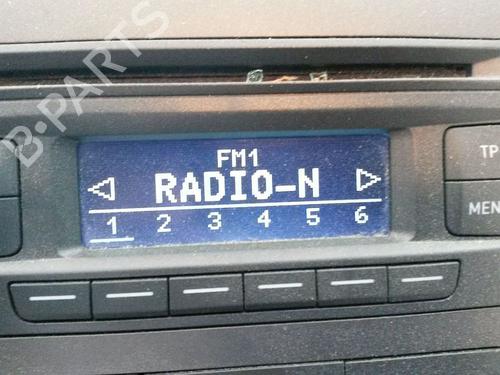 B-PARTS
FM1
RADIO-N
1 2 3 4 5 6
TP
MEN